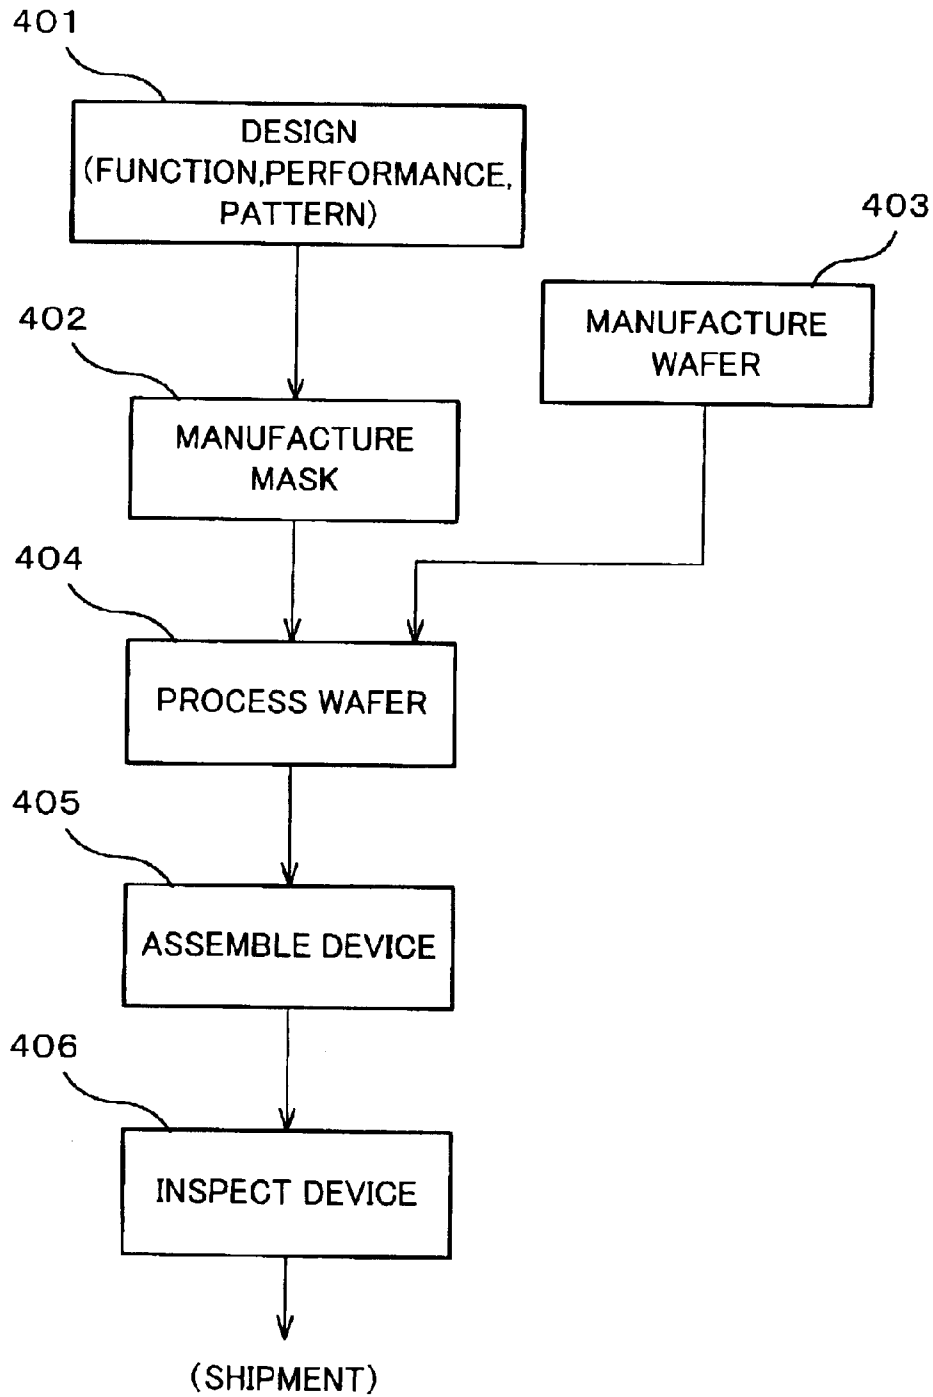 401
DESIGN
(FUNCTION,PERFORMANCE,
PATTERN)
403
MANUFACTURE
WAFER
402
MANUFACTURE
MASK
404
PROCESS WAFER
405
ASSEMBLE DEVICE
406
INSPECT DEVICE
(SHIPMENT)